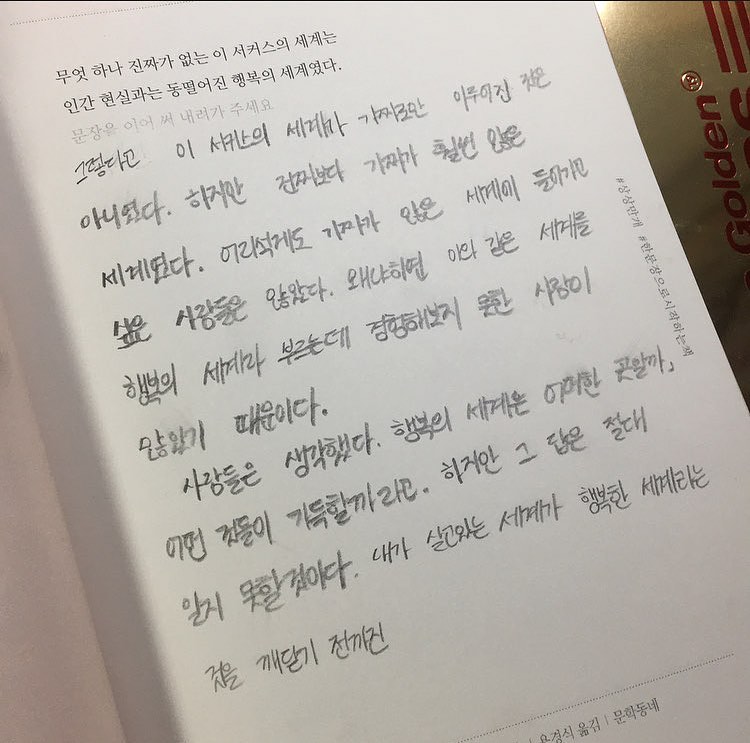 무엇 하나 진짜가 없는 이 서커스의 세계는
인간 현실과는 동떨어진 행복의 세계였다.
문장을 이어 써 내려가 주세요
그렇다고 이 서커스의 세계가 가짜로만 이루어진 것은
아니였다. 하지만 진짜보다 가짜가 훨씬 많은
세계였다. 어리석게도 가짜가 많은 세계에 들어가고
싶은 사람들은 많았다. 왜냐하면 이와 같은 세계를
행복의 세계라 부르는데 경험해보지 못한 사람이
많았기 때문이다.
사람들은 생각했다. 행복의 세계는 어떠한 곳일까,
어떤 것들이 가득할까 라고. 하지만 그 답은 절대
알지 못할것이다. 내가 살고있는 세계가 행복한 세계라는
것을 깨닫기 전까진
#상상만개 #한문장으로시작하는책
용경식 옮김 | 문학동네
Golden